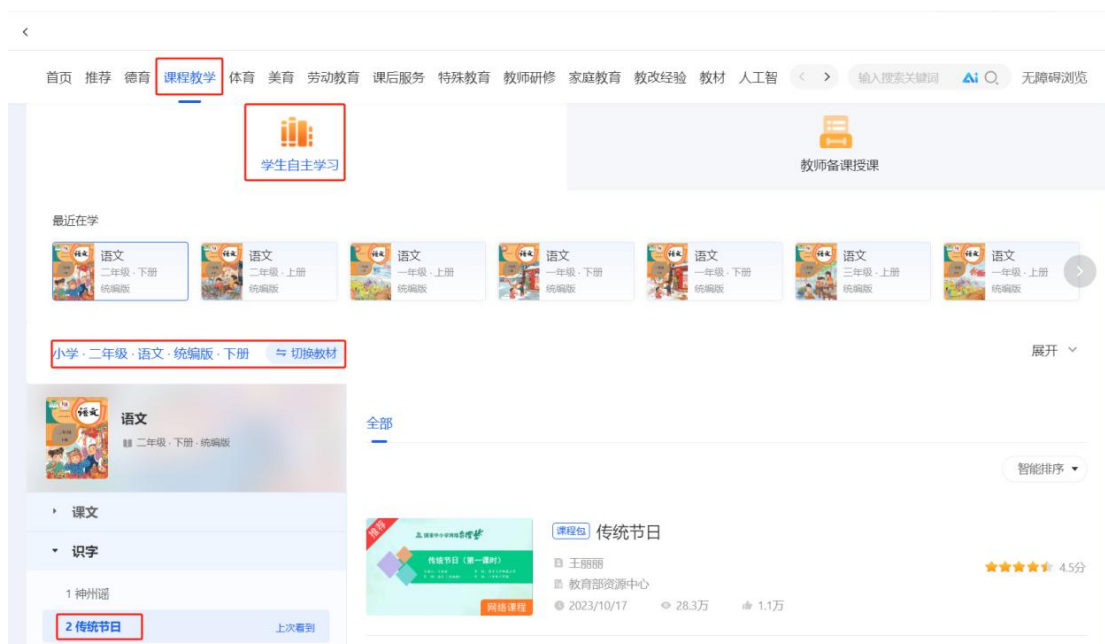 首页 推荐 德育 课程教学 体育 美育 劳动教育 课后服务 特殊教育 教师研修 家庭教育 教改经验 教材 人工智 输入搜索关键词 Ai 无障碍浏览
学生自主学习
教师备课授课
最近在学
语文
二年级 · 下册
统编版
语文
二年级 · 上册
统编版
语文
一年级 · 上册
统编版
语文
一年级 · 下册
统编版
语文
一年级 · 下册
统编版
语文
三年级 · 上册
统编版
语文
一年级 · 上册
统编版
小学 · 二年级 · 语文 · 统编版 · 下册 切换教材
展开
语文
二年级 · 下册 · 统编版
全部
智能排序
课文
识字
1 神州谣
2 传统节日 上次看到
推荐
传统节日（第一课时）
网络课程
课程包 传统节日
王丽丽
教育部资源中心
2023/10/17 28.3万 1.1万
4.5分